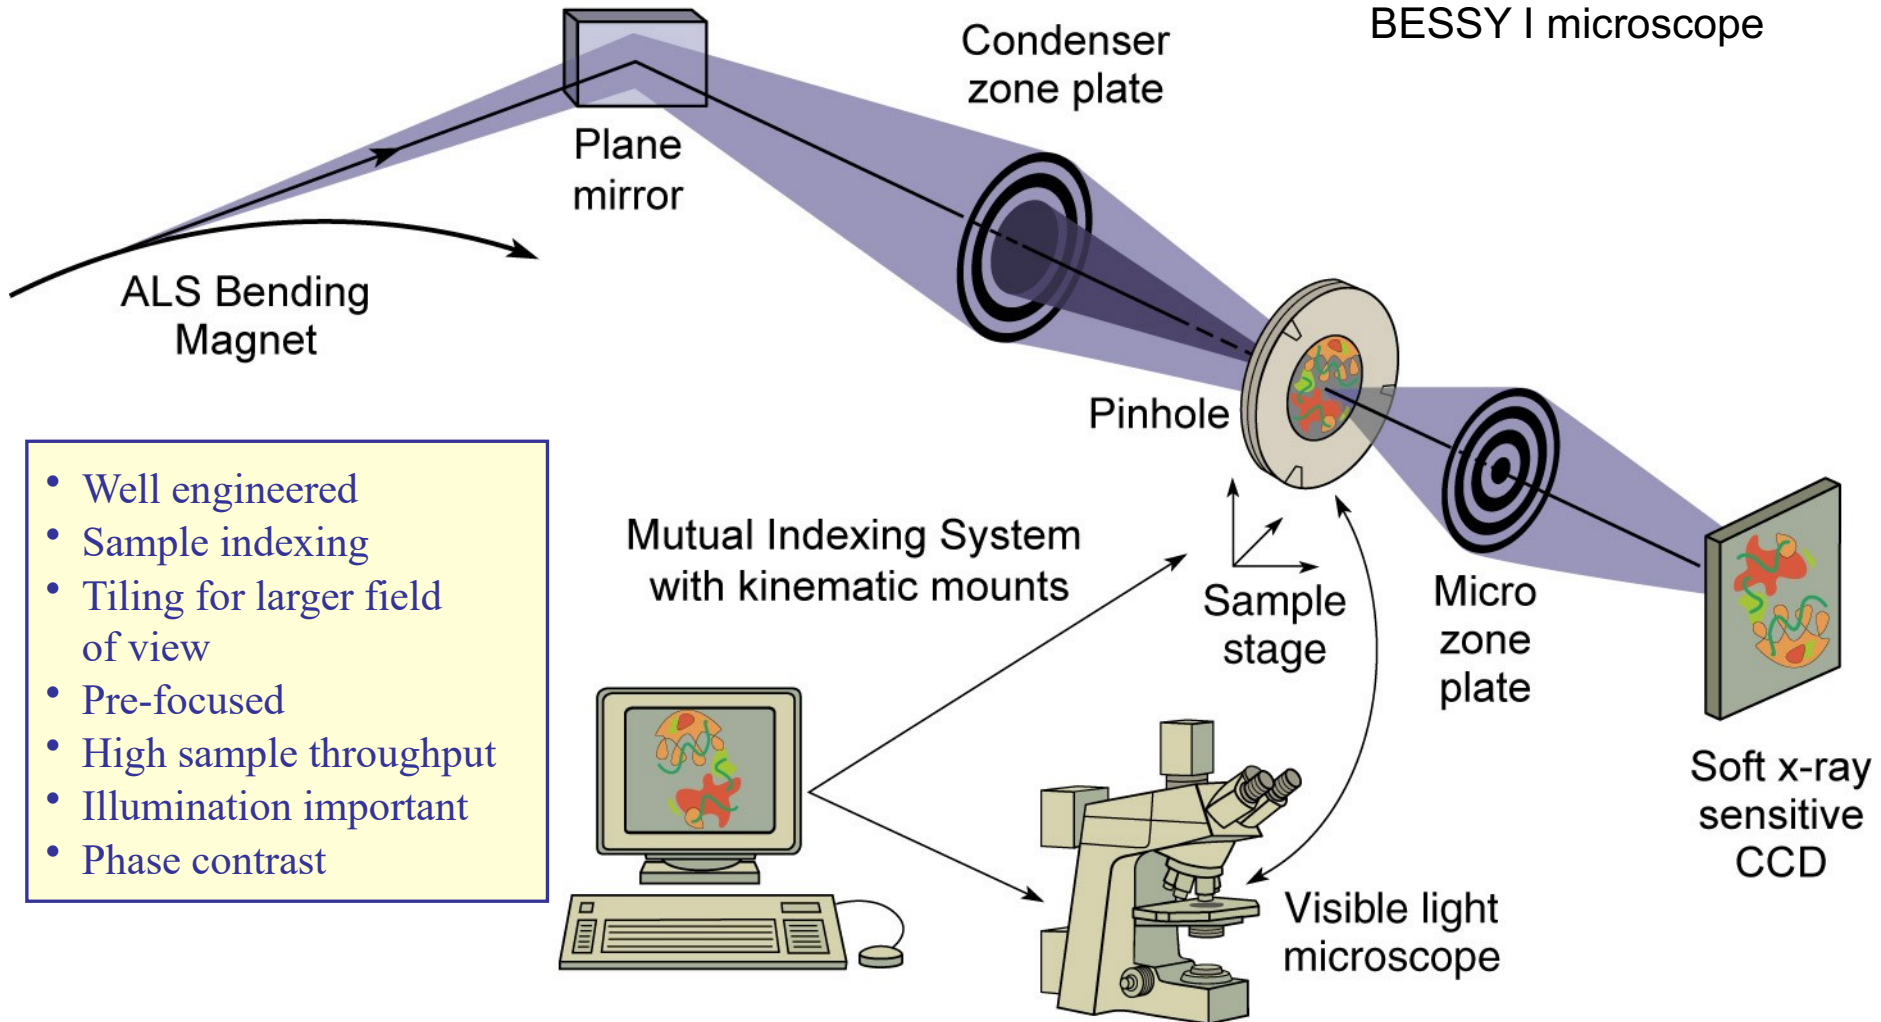 BESSY I microscope
Condenser
zone plate
Plane
mirror
ALS Bending
Magnet
Pinhole
• Well engineered
• Sample indexing
• Tiling for larger field
of view
• Pre-focused
• High sample throughput
• Illumination important
• Phase contrast
Mutual Indexing System
with kinematic mounts
Sample
stage
Micro
zone
plate
Soft x-ray
sensitive
CCD
Visible light
microscope